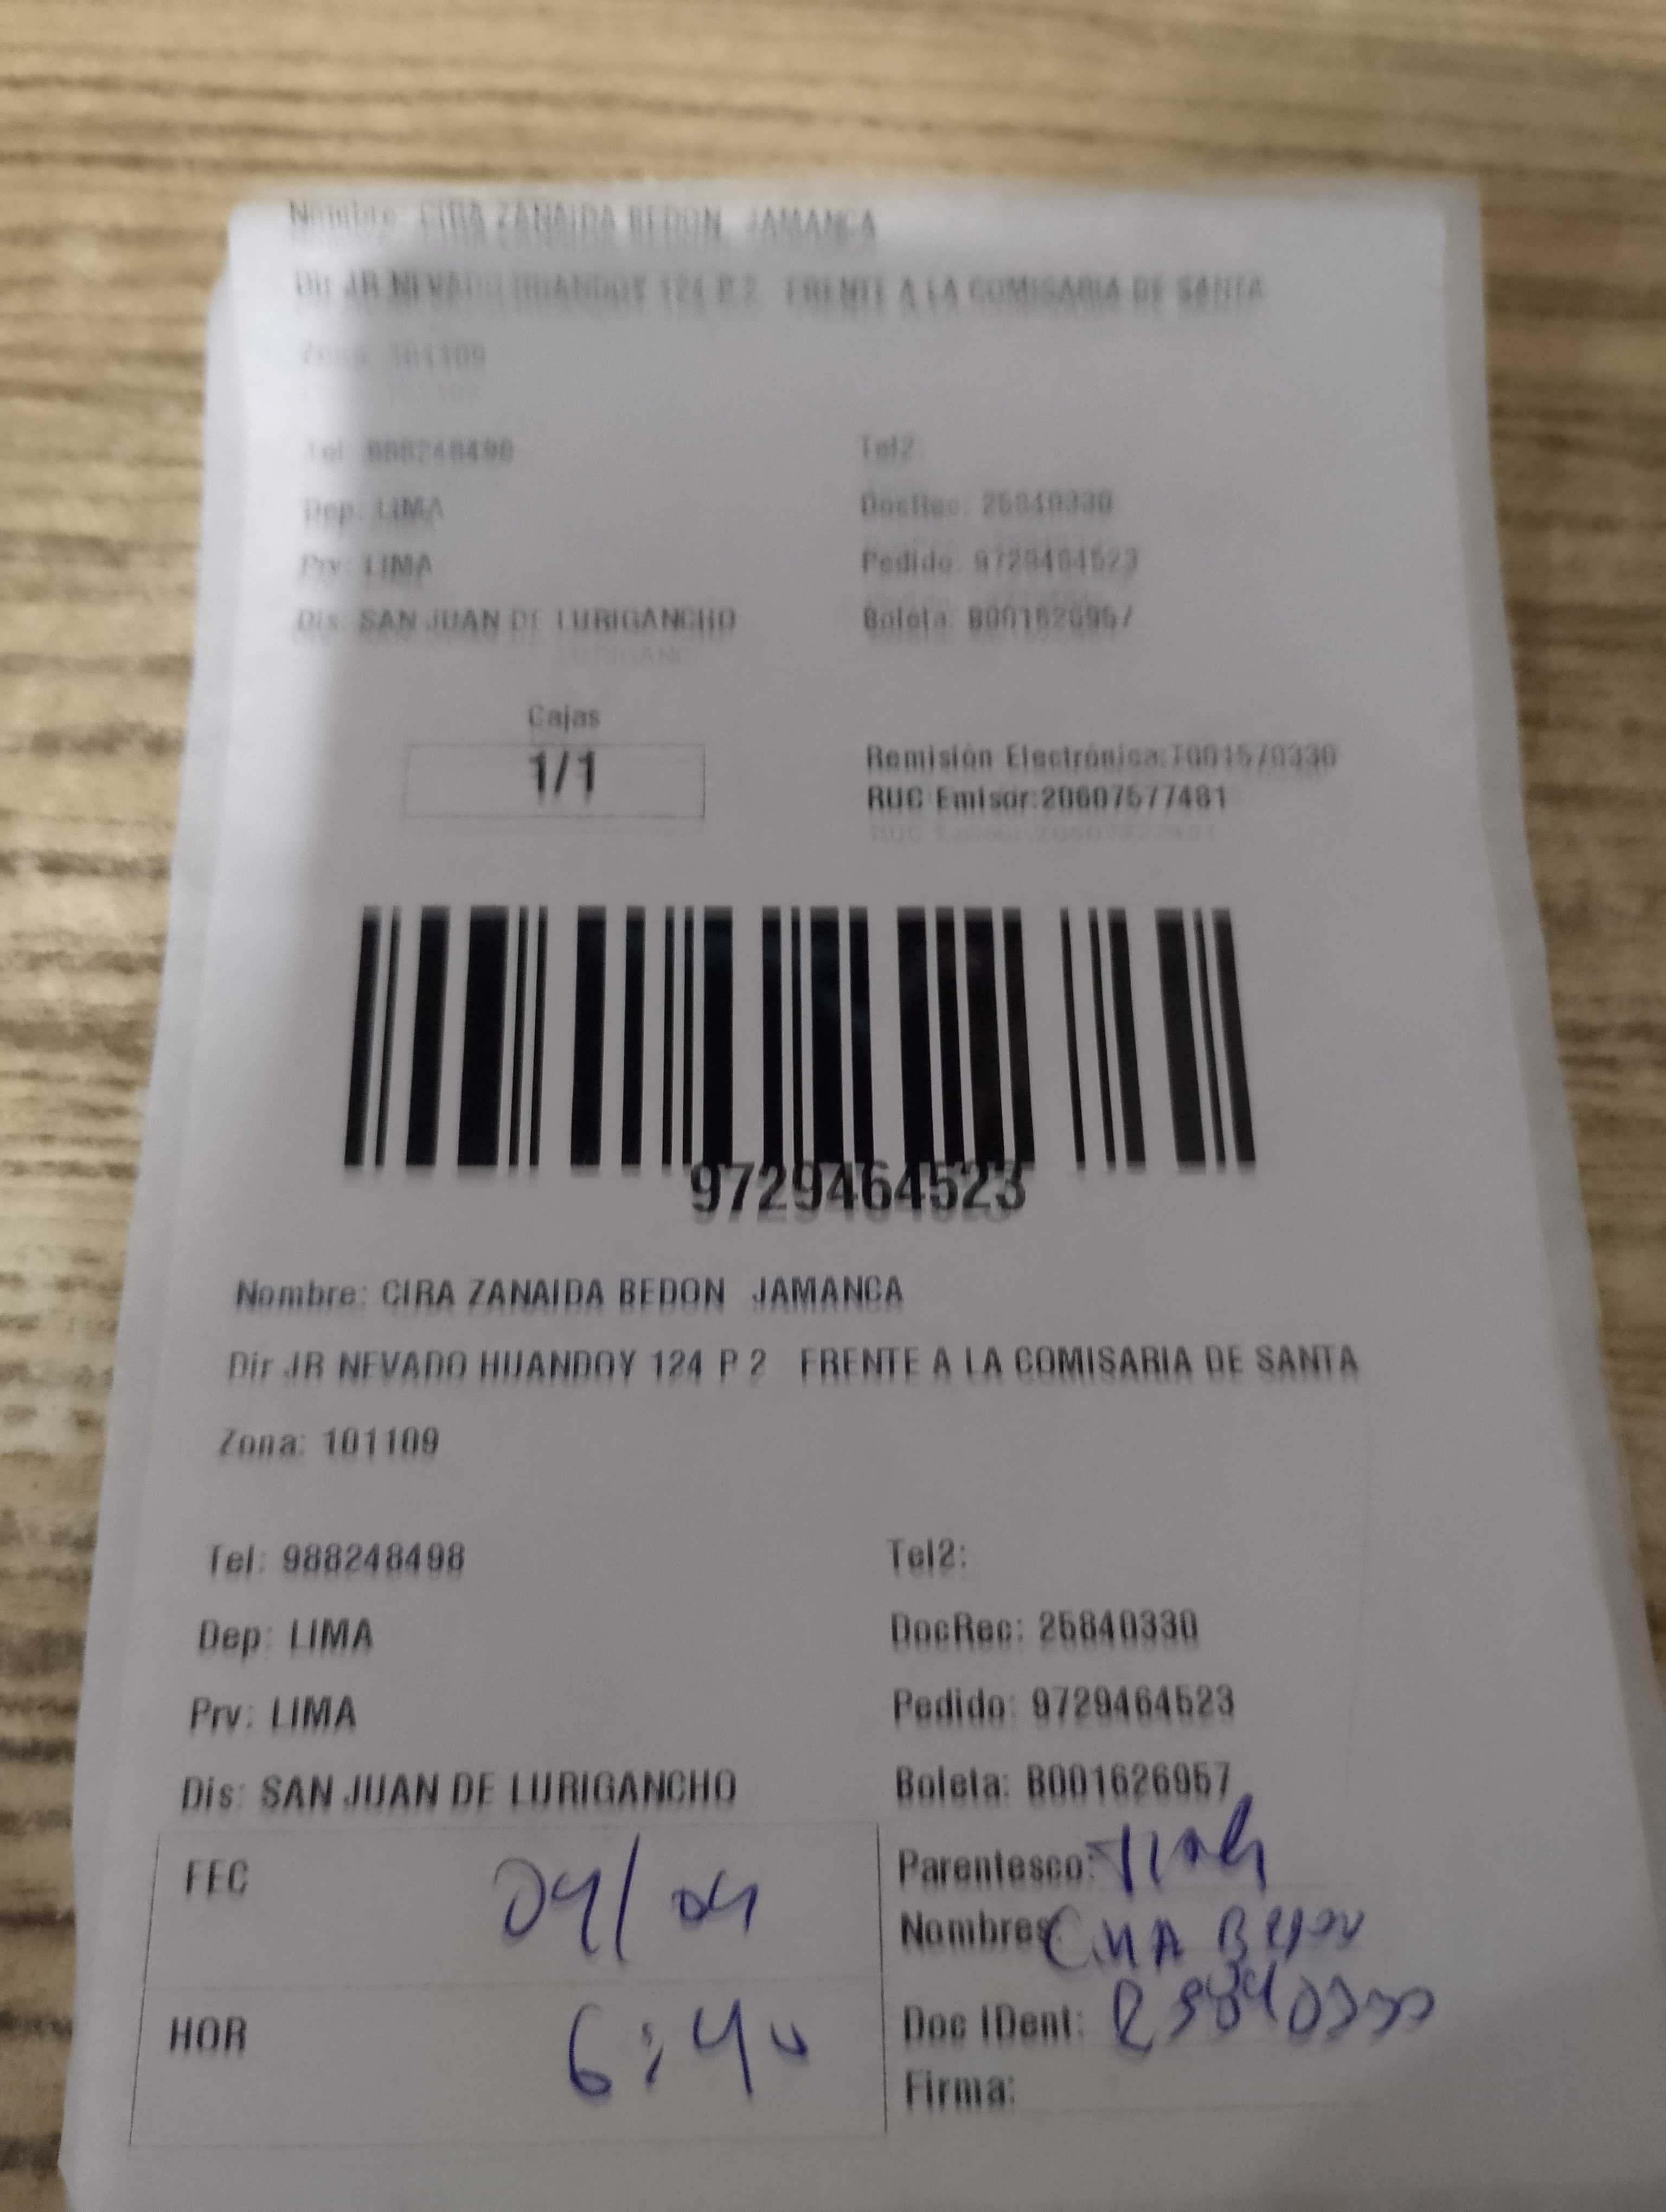 Nombre: CIRA ZANAIDA BEDON JAMANCA
Dir JR NEVADO HUANDOY 124 P 2 FRENTE A LA COMISARIA DE SANTA
Zona: 101109
Tel: 988248498 Tel2:
Dep: LIMA DocRec: 25840330
Prv: LIMA Pedido: 9729464523
Dis: SAN JUAN DE LURIGANCHO Boleta: B001626957
Cajas
1/1
Remisión Electrónica:T001570330
RUC Emisor:20607577481
9729464523
Nombre: CIRA ZANAIDA BEDON JAMANCA
Dir JR NEVADO HUANDOY 124 P 2 FRENTE A LA COMISARIA DE SANTA
Zona: 101109
Tel: 988248498 Tel2:
Dep: LIMA DocRec: 25840330
Prv: LIMA Pedido: 9729464523
Dis: SAN JUAN DE LURIGANCHO Boleta: B001626957
FEC 04/04
HOR 6:40
Parentesco:
Nombres
Doc IDent: 25840330
Firma: